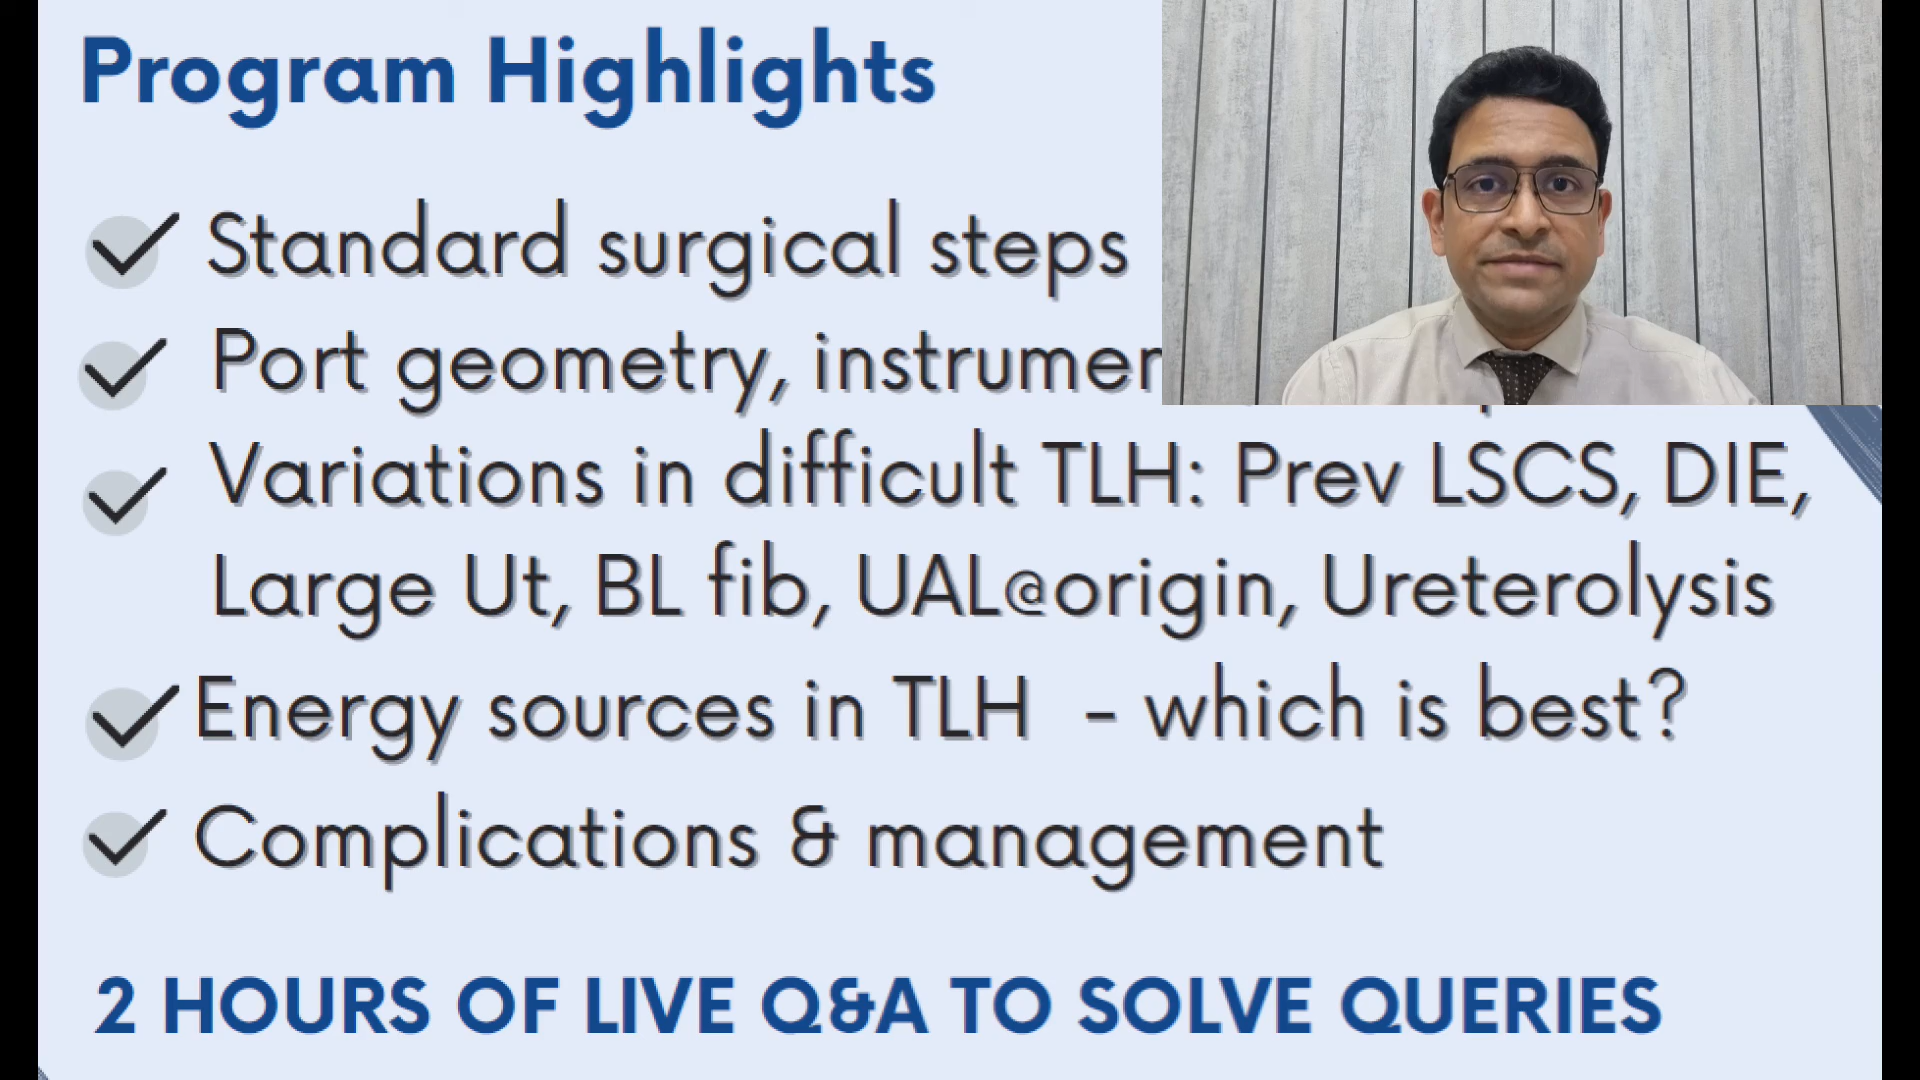 Program Highlights
Standard surgical steps
Port geometry,
Variations in difficult TLH: Prev LSCS, DIE,
Large Ut, BL fib, UAL@origin, Ureterolysis
Energy sources in TLH - which is best?
Complications & management
2 HOURS OF LIVE Q&A TO SOLVE QUERIES